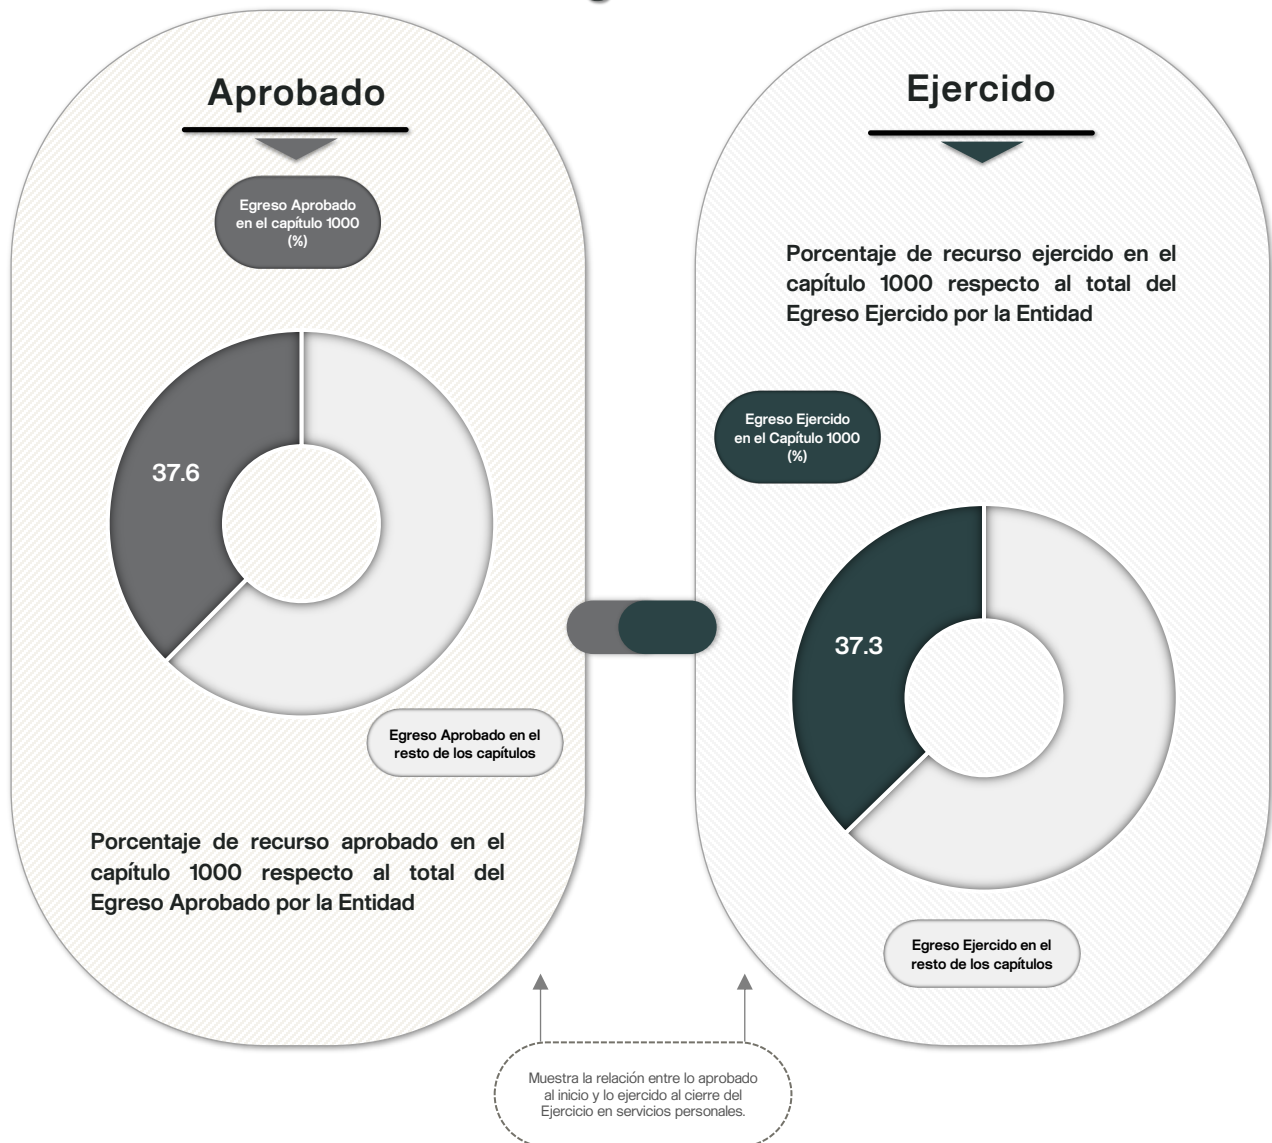 Aprobado
Egreso Aprobado
en el capítulo 1000
(%)
37.6
Egreso Aprobado en el
resto de los capítulos
Porcentaje de recurso aprobado en el
capítulo 1000 respecto al total del
Egreso Aprobado por la Entidad
Ejercido
Porcentaje de recurso ejercido en el
capítulo 1000 respecto al total del
Egreso Ejercido por la Entidad
Egreso Ejercido
en el Capítulo 1000
(%)
37.3
Egreso Ejercido en el
resto de los capítulos
Muestra la relación entre lo aprobado
al inicio y lo ejercido al cierre del
Ejercicio en servicios personales.